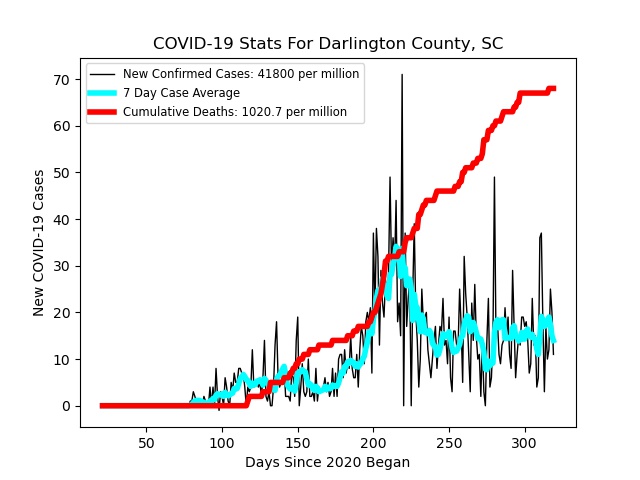 COVID-19 Stats For Darlington County, SC
New Confirmed Cases: 41800 per million
7 Day Case Average
Cumulative Deaths: 1020.7 per million
New COVID-19 Cases
70
60
50
40
30
20
10
0
50 100 150 200 250 300
Days Since 2020 Began